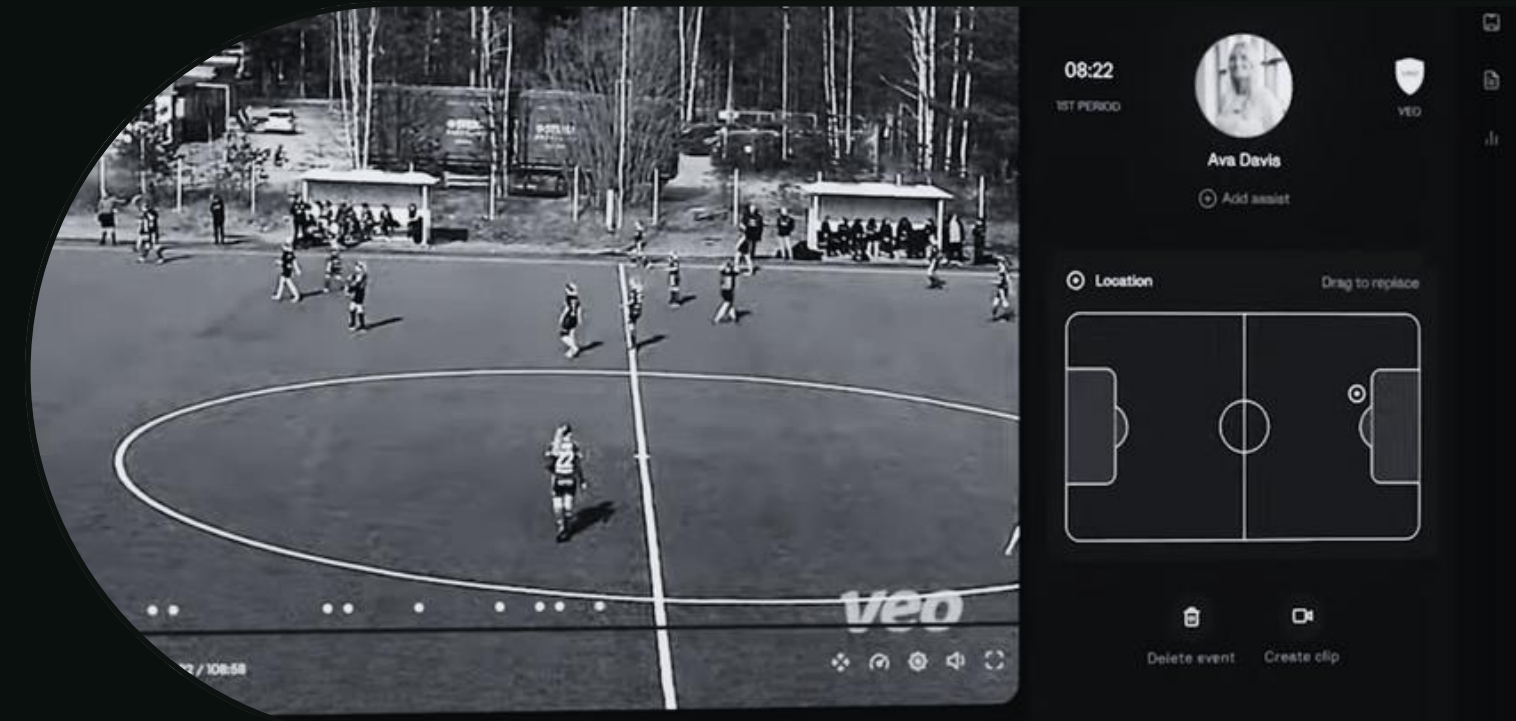 08:22
1ST PERIOD
VEO
Ava Davis
Add assist
Location
Drag to replace
12
veo
/ 108:58
Delete event
Create clip